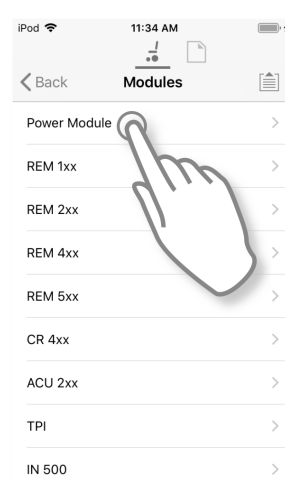 iPod 11:34 AM
Back Modules
Power Module
REM 1xx
REM 2xx
REM 4xx
REM 5xx
CR 4xx
ACU 2xx
TPI
IN 500